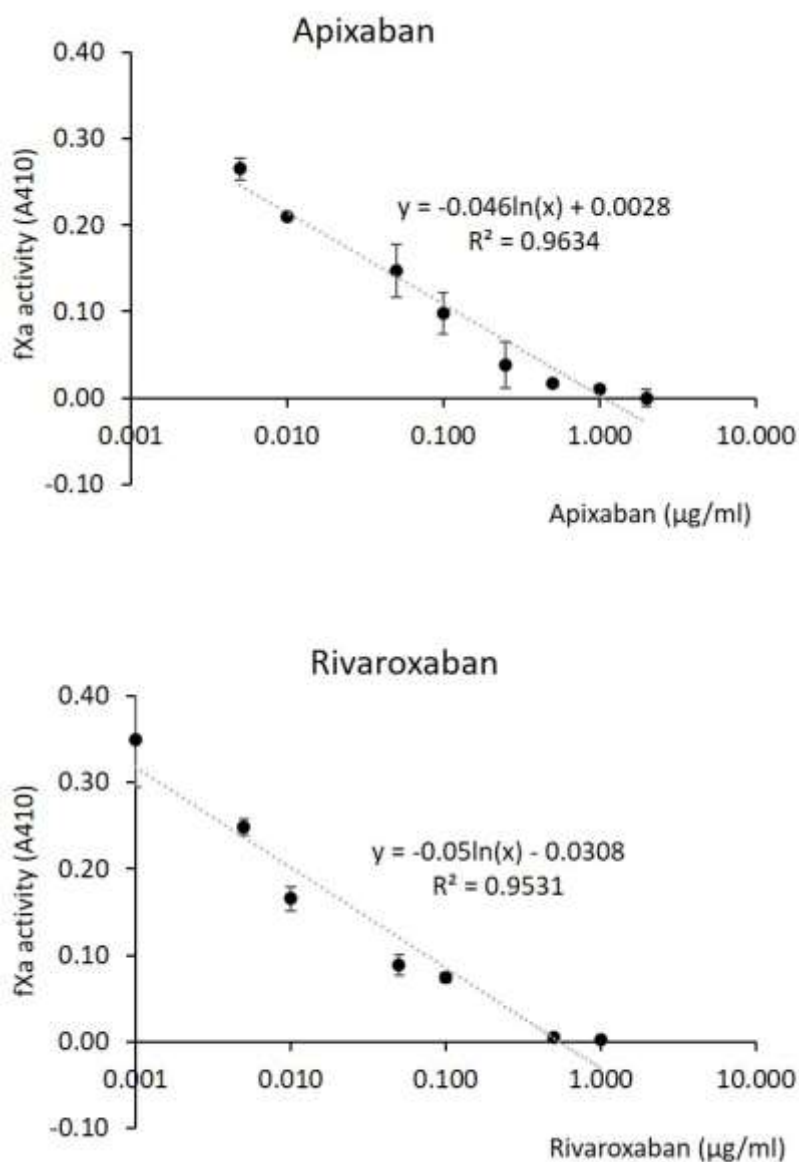 Apixaban
0.40
0.30
0.20
0.10
0.00
-0.10
fXa activity (A410)
y = -0.046ln(x) + 0.0028
R² = 0.9634
0.001 0.010 0.100 1.000 10.000
Apixaban (µg/ml)
Rivaroxaban
0.40
0.30
0.20
0.10
0.00
-0.10
fXa activity (A410)
y = -0.05ln(x) - 0.0308
R² = 0.9531
0.001 0.010 0.100 1.000 10.000
Rivaroxaban (µg/ml)